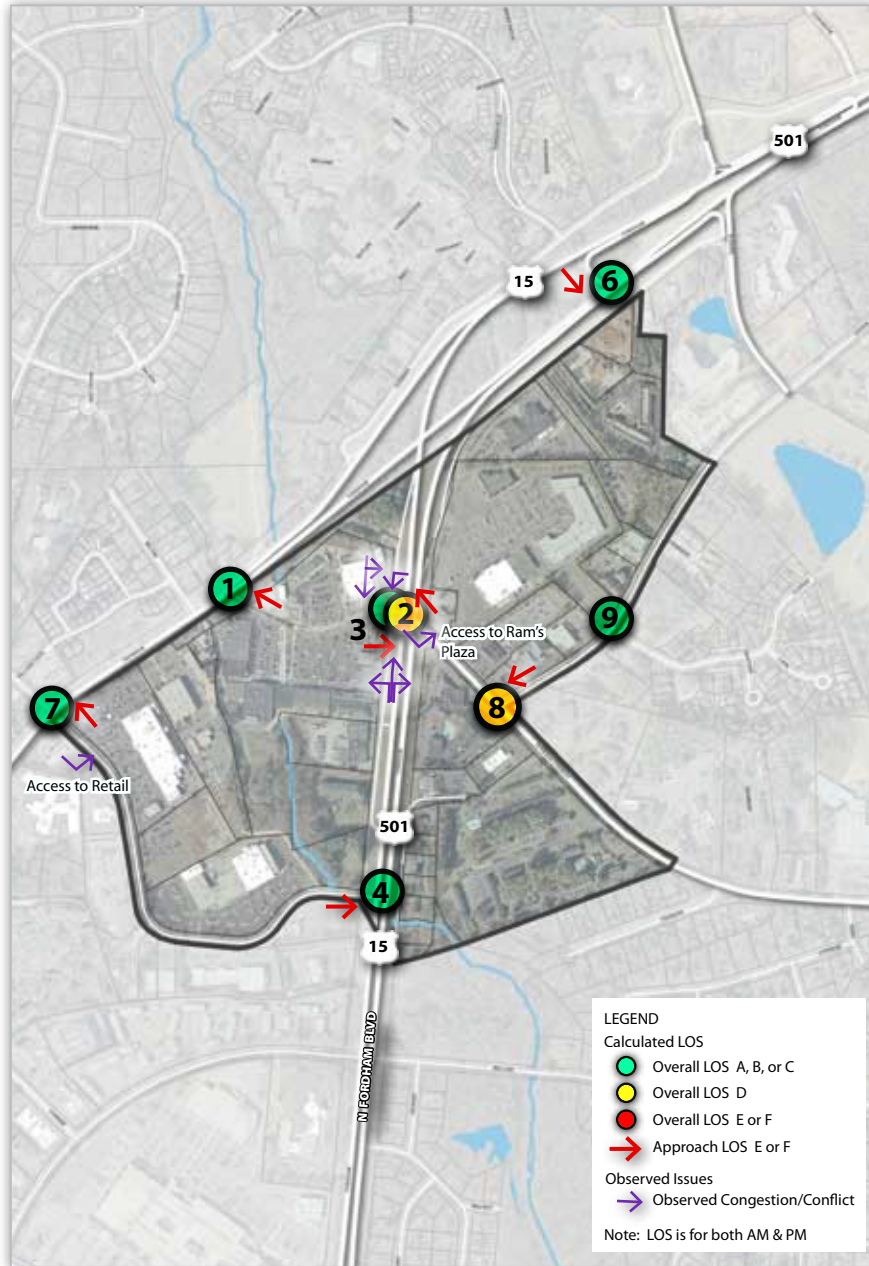 501
15
6
1
2
3
Access to Ram's
Plaza
9
7
8
Access to Retail
501
4
15
N FORDHAM BLVD
LEGEND
Calculated LOS
Overall LOS A, B, or C
Overall LOS D
Overall LOS E or F
Approach LOS E or F
Observed Issues
Observed Congestion/Conflict
Note: LOS is for both AM & PM